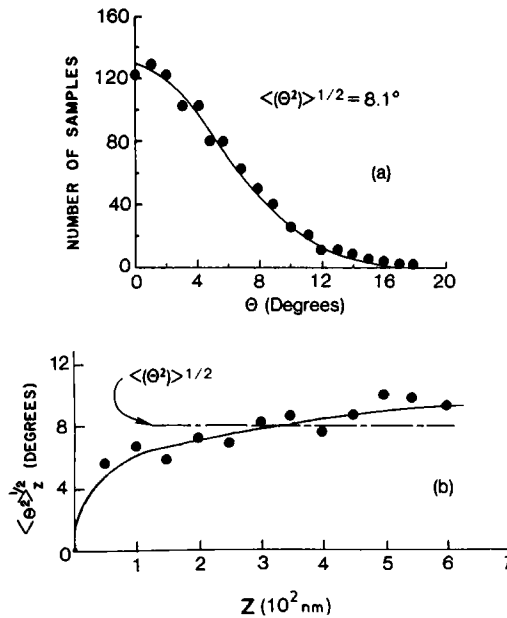 NUMBER OF SAMPLES
160
120
80
40
0
<(Θ²)>¹/² = 8.1°
(a)
0 4 8 12 16 20
Θ (Degrees)
<Θ²>z^½ (DEGREES)
12
8
4
0
<(Θ²)>¹/²
(b)
1 2 3 4 5 6 7
Z (10² nm)